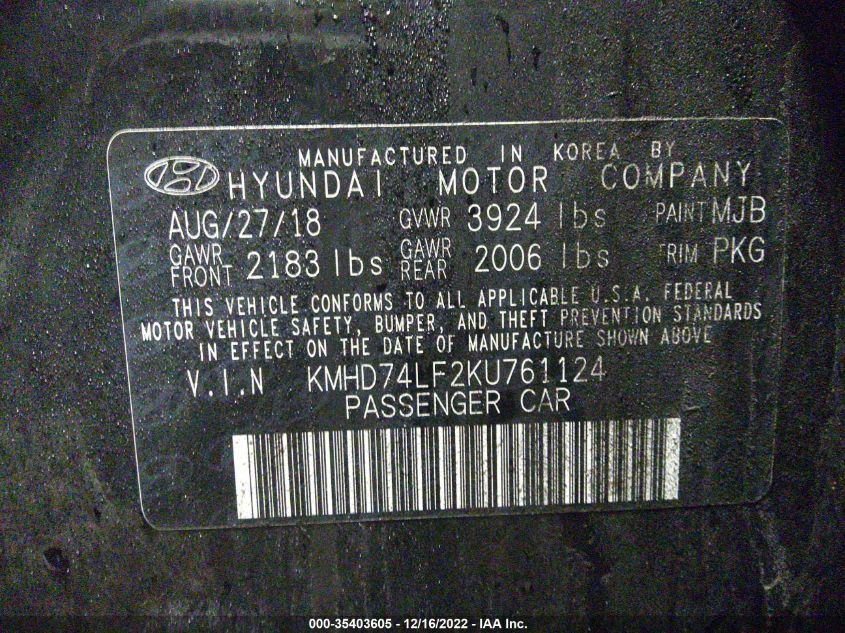 MANUFACTURED IN KOREA BY
HYUNDAI MOTOR COMPANY
AUG/27/18 GVWR 3924 lbs PAINT MJB
GAWR FRONT 2183 lbs GAWR REAR 2006 lbs TRIM PKG
THIS VEHICLE CONFORMS TO ALL APPLICABLE U.S.A. FEDERAL
MOTOR VEHICLE SAFETY, BUMPER, AND THEFT PREVENTION STANDARDS
IN EFFECT ON THE DATE OF MANUFACTURE SHOWN ABOVE
V.I.N KMHD74LF2KU761124
PASSENGER CAR
000-35403605 - 12/16/2022 - IAA Inc.